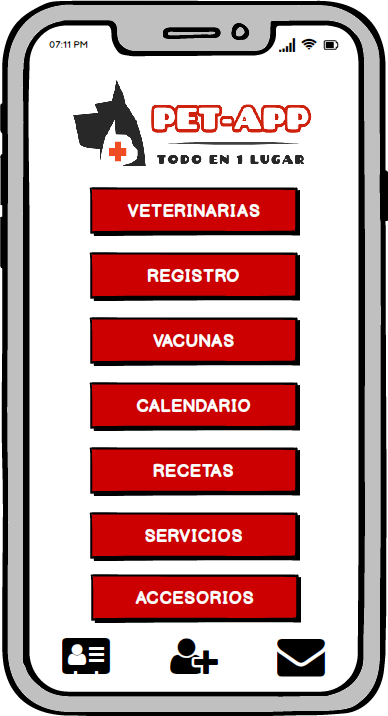 07:11 PM
PET-APP
TODO EN 1 LUGAR
VETERINARIAS
REGISTRO
VACUNAS
CALENDARIO
RECETAS
SERVICIOS
ACCESORIOS